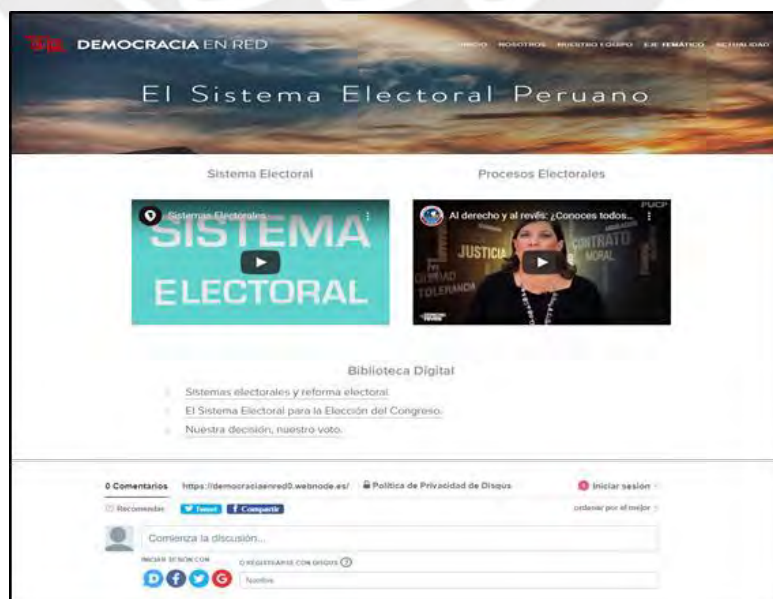 DEMOCRACIA EN RED
INICIO NOSOTROS NUESTRO EQUIPO EJE TEMÁTICO ACTUALIDAD
El Sistema Electoral Peruano
Sistema Electoral
Procesos Electorales
Sistemas Electorales
SISTEMA
ELECTORAL
Al derecho y al revés: ¿Conoces todos...
PUCP
JUSTICIA
CONTRATO
MORAL
TOLERANCIA
Biblioteca Digital
Sistemas electorales y reforma electoral.
El Sistema Electoral para la Elección del Congreso.
Nuestra decisión, nuestro voto.
0 Comentarios https://democraciaenred0.webnode.es/ Política de Privacidad de Disqus 1 Iniciar sesión
Recomendar Tweet f Compartir ordenar por el mejor
Comienza la discusión...
INICIAR SESIÓN CON
O REGISTRARSE CON DISQUS ?
D f G
Nombre